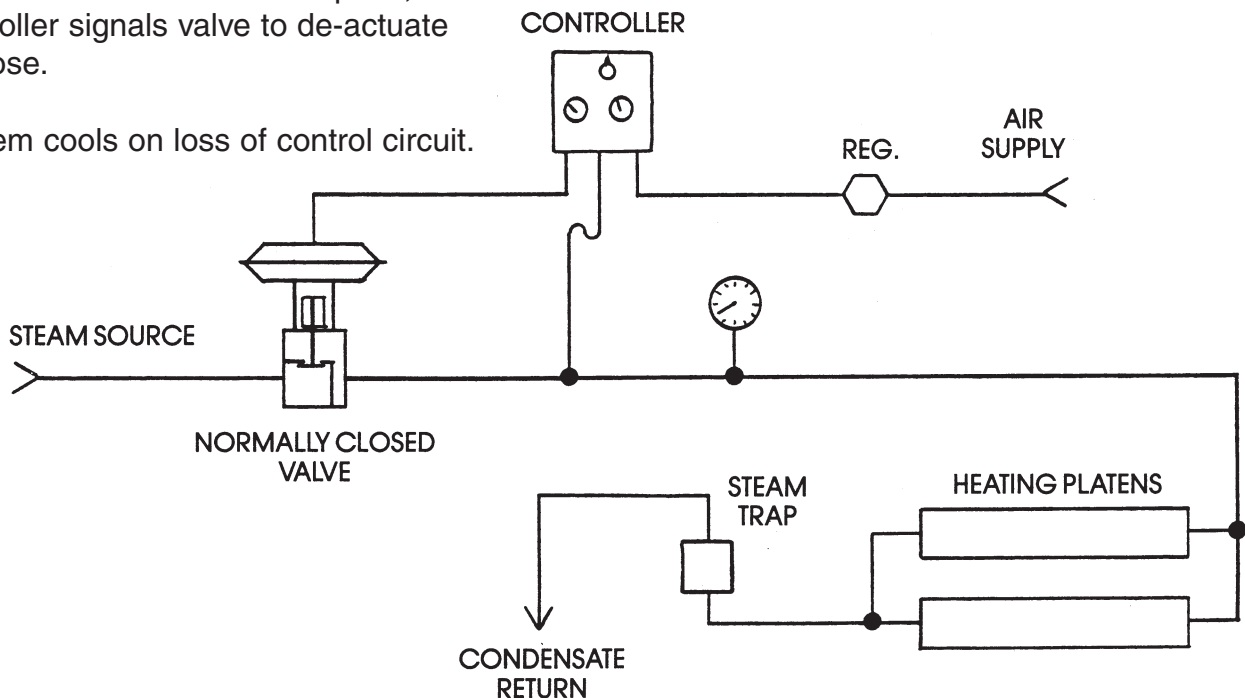 oller signals valve to de-actuate
ose.
em cools on loss of control circuit.
CONTROLLER
REG.
AIR
SUPPLY
STEAM SOURCE
NORMALLY CLOSED
VALVE
STEAM
TRAP
HEATING PLATENS
CONDENSATE
RETURN